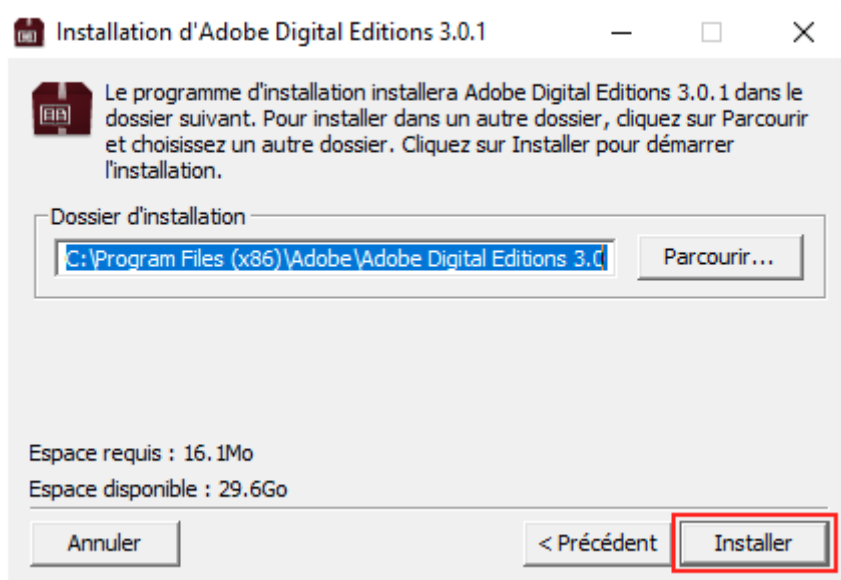 Installation d'Adobe Digital Editions 3.0.1
Le programme d'installation installera Adobe Digital Editions 3.0.1 dans le
dossier suivant. Pour installer dans un autre dossier, cliquez sur Parcourir
et choisissez un autre dossier. Cliquez sur Installer pour démarrer
l'installation.
Dossier d'installation
C:\Program Files (x86)\Adobe\Adobe Digital Editions 3.0
Parcourir...
Espace requis : 16.1Mo
Espace disponible : 29.6Go
Annuler
< Précédent
Installer